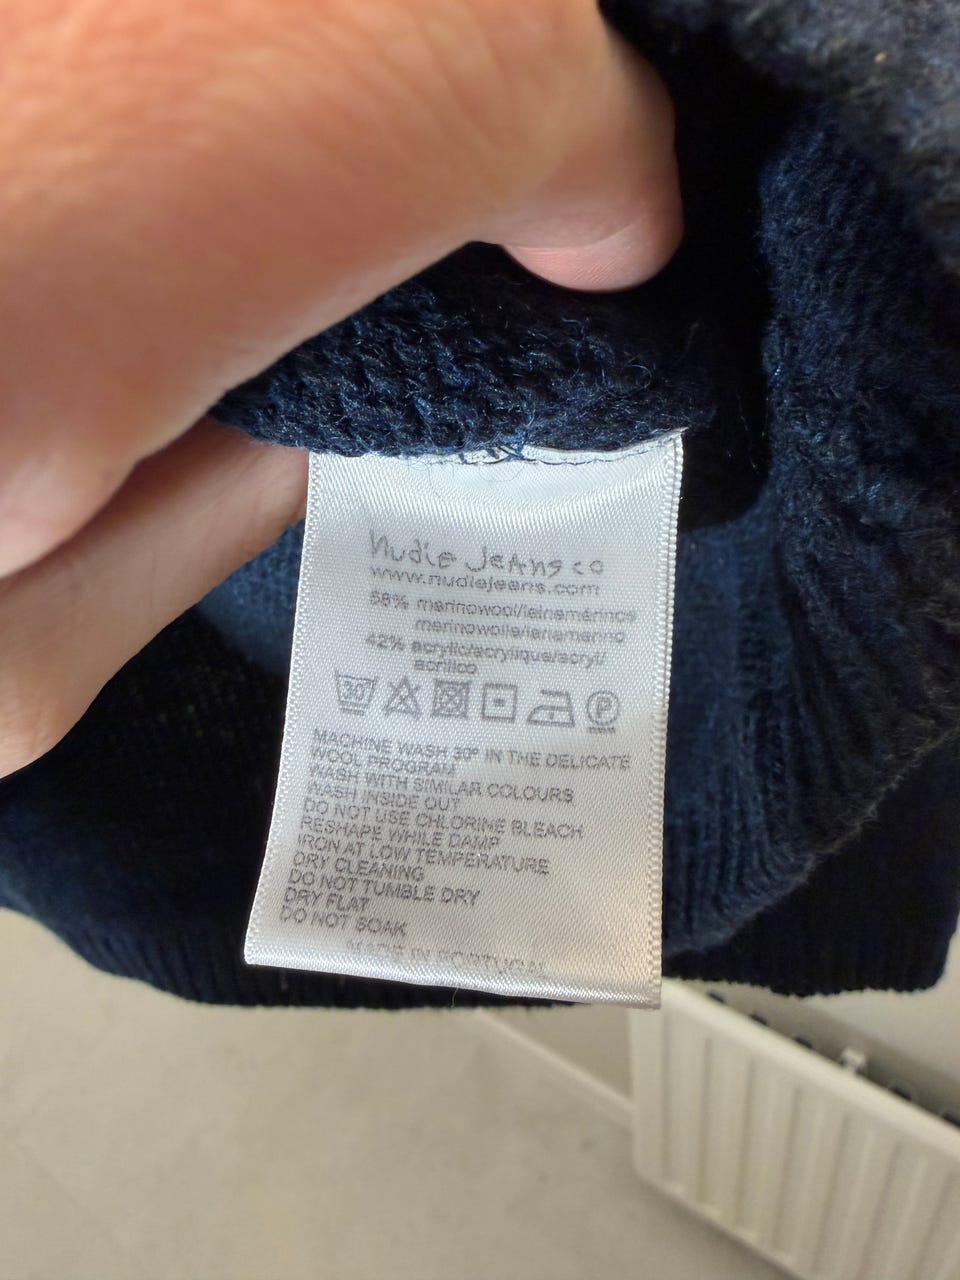 Nudie Jeans co
www.nudiejeans.com
58% merinowool/lainemérinos
merinowolle/lanamerino
42% acrylic/acrylique/acryl/
acrilico
30 P
MACHINE WASH 30° IN THE DELICATE
WOOL PROGRAM
WASH WITH SIMILAR COLOURS
WASH INSIDE OUT
DO NOT USE CHLORINE BLEACH
RESHAPE WHILE DAMP
IRON AT LOW TEMPERATURE
DRY CLEANING
DO NOT TUMBLE DRY
DRY FLAT
DO NOT SOAK
MADE IN PORTUGAL